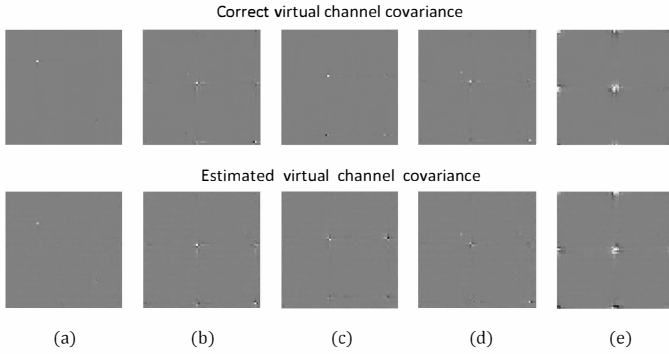 Correct virtual channel covariance
Estimated virtual channel covariance
(a) (b) (c) (d) (e)